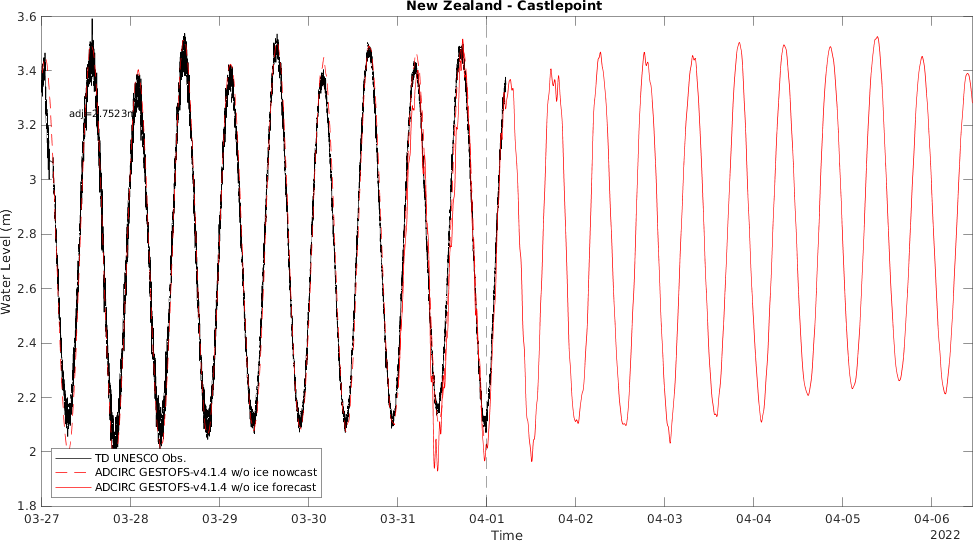 New Zealand - Castlepoint
3.6
3.4
3.2
3
2.8
2.6
2.4
2.2
2
1.8
Water Level (m)
adj=2.7523m
TD UNESCO Obs.
ADCIRC GESTOFS-v4.1.4 w/o ice nowcast
ADCIRC GESTOFS-v4.1.4 w/o ice forecast
03-27 03-28 03-29 03-30 03-31 04-01 04-02 04-03 04-04 04-05 04-06
Time
2022